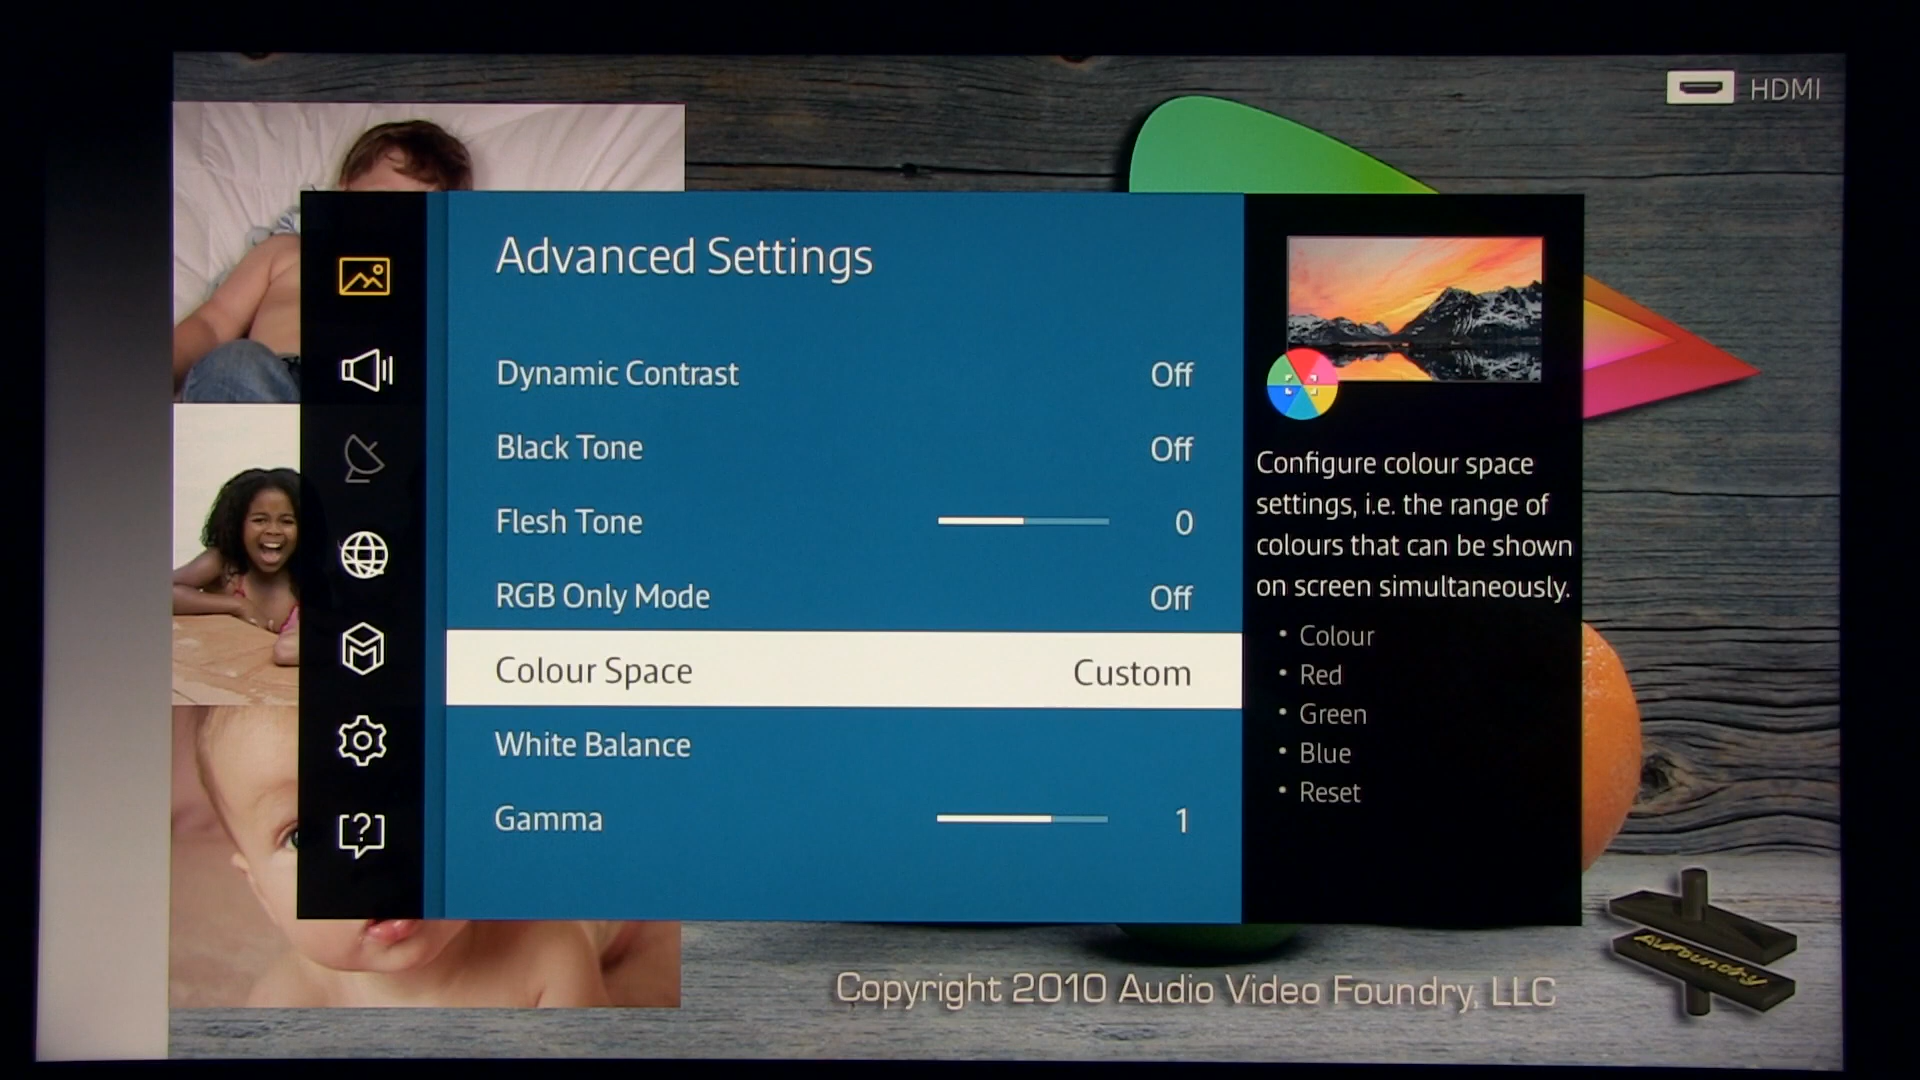 HDMI
Advanced Settings
Dynamic Contrast Off
Black Tone Off
Flesh Tone 0
RGB Only Mode Off
Colour Space Custom
White Balance
Gamma 1
Configure colour space
settings, i.e. the range of
colours that can be shown
on screen simultaneously.
• Colour
• Red
• Green
• Blue
• Reset
AVFoundry
Copyright 2010 Audio Video Foundry, LLC